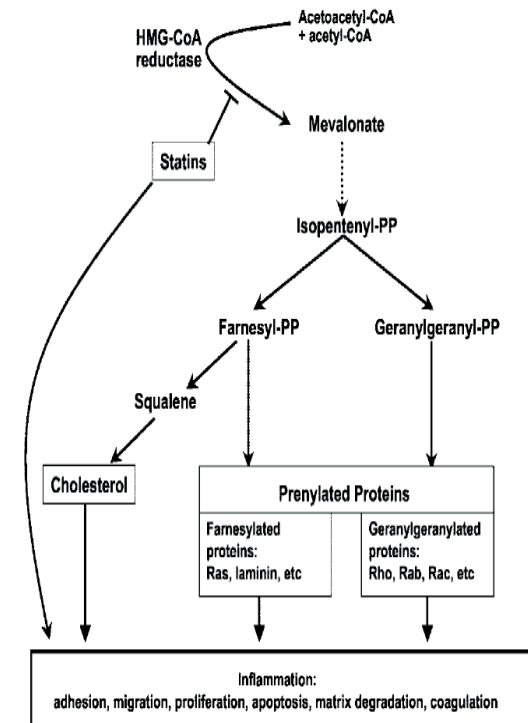 Acetoacetyl-CoA
+ acetyl-CoA
HMG-CoA
reductase
Mevalonate
Statins
Isopentenyl-PP
Farnesyl-PP
Geranylgeranyl-PP
Squalene
Cholesterol
Prenylated Proteins
Farnesylated
proteins:
Ras, laminin, etc
Geranylgeranylated
proteins:
Rho, Rab, Rac, etc
Inflammation:
adhesion, migration, proliferation, apoptosis, matrix degradation, coagulation